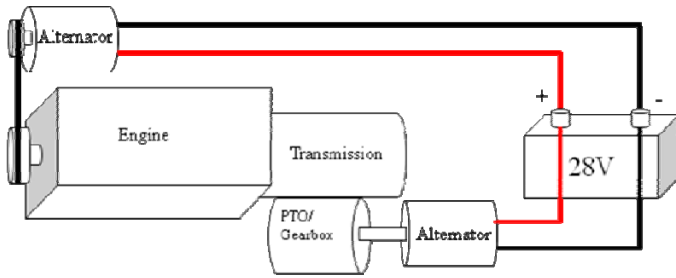 Alternator
Engine
Transmission
PTO/
Gearbox
Alternator
+ -
28V